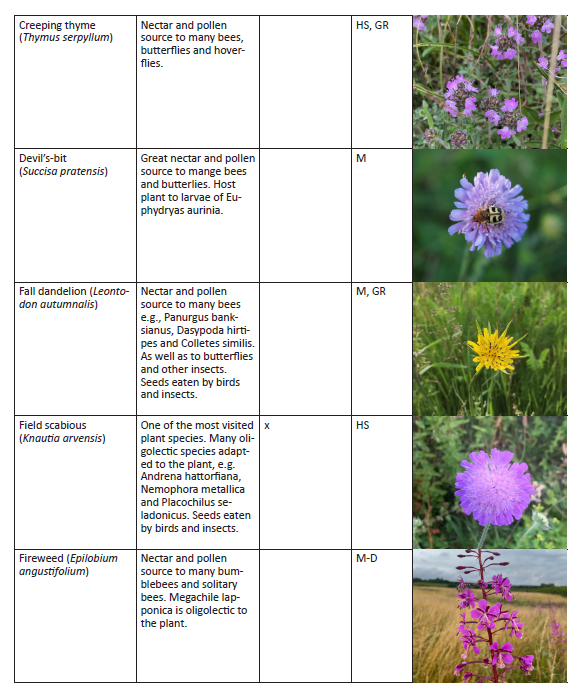 Creeping thyme
(Thymus serpyllum)
Nectar and pollen
source to many bees,
butterflies and hover-
flies.
HS, GR
Devil's-bit
(Succisa pratensis)
Great nectar and pollen
source to mange bees
and butterlies. Host
plant to larvae of Eu-
phydryas aurinia.
M
Fall dandelion (Leonto-
don autumnalis)
Nectar and pollen
source to many bees
e.g., Panurgus bank-
sianus, Dasypoda hirti-
pes and Colletes similis.
As well as to butterflies
and other insects.
Seeds eaten by birds
and insects.
M, GR
Field scabious
(Knautia arvensis)
One of the most visited
plant species. Many oli-
golectic species adapt-
ed to the plant, e.g.
Andrena hattorfiana,
Nemophora metallica
and Placochilus se-
ladonicus. Seeds eaten
by birds and insects.
x
HS
Fireweed (Epilobium
angustifolium)
Nectar and pollen
source to many bum-
blebees and solitary
bees. Megachile lap-
ponica is oligolectic to
the plant.
M-D